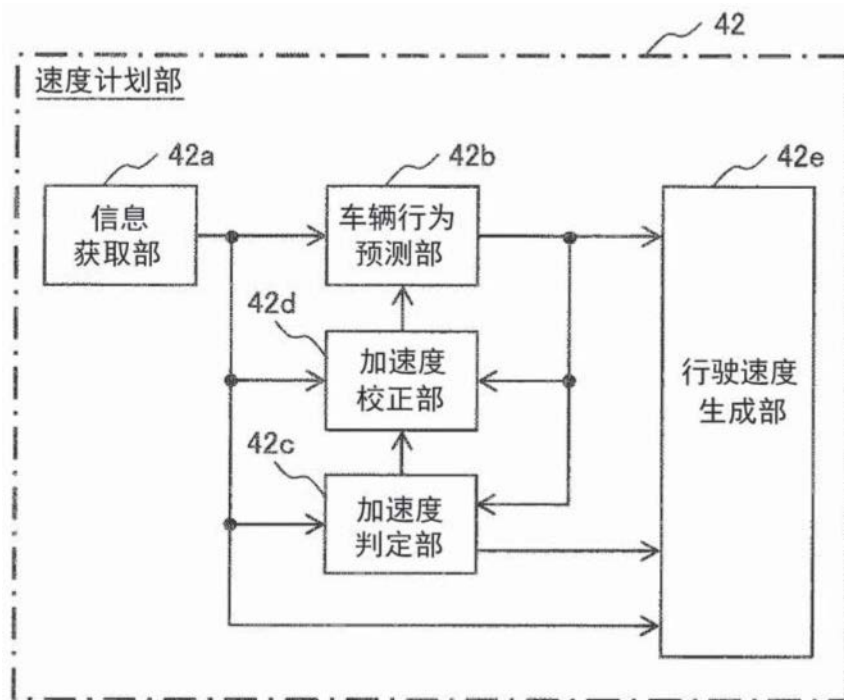 42
速度计划部
42a
42b
42e
信息
获取部
车辆行为
预测部
42d
加速度
校正部
行驶速度
生成部
42c
加速度
判定部